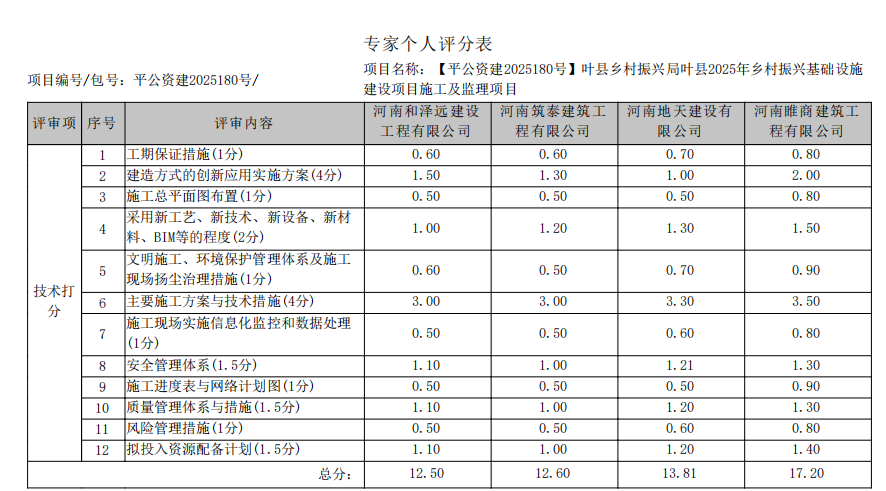 专家个人评分表
项目编号/包号：平公资建2025180号/
项目名称：【平公资建2025180号】叶县乡村振兴局叶县2025年乡村振兴基础设施
建设项目施工及监理项目
评审项 序号 评审内容 河南和泽远建设工程有限公司 河南筑泰建筑工程有限公司 河南地天建设有限公司 河南睢商建筑工程有限公司
技术打分
1 工期保证措施(1分) 0.60 0.60 0.70 0.80
2 建造方式的创新应用实施方案(4分) 1.50 1.30 1.00 2.00
3 施工总平面图布置(1分) 0.50 0.50 0.50 0.80
4 采用新工艺、新技术、新设备、新材料、BIM等的程度(2分) 1.00 1.20 1.30 1.50
5 文明施工、环境保护管理体系及施工现场扬尘治理措施(1分) 0.60 0.50 0.70 0.90
6 主要施工方案与技术措施(4分) 3.00 3.00 3.30 3.50
7 施工现场实施信息化监控和数据处理(1分) 0.50 0.50 0.60 0.80
8 安全管理体系(1.5分) 1.10 1.00 1.21 1.30
9 施工进度表与网络计划图(1分) 0.50 0.50 0.50 0.90
10 质量管理体系与措施(1.5分) 1.10 1.00 1.20 1.30
11 风险管理措施(1分) 0.50 0.50 0.60 0.80
12 拟投入资源配备计划(1.5分) 1.10 1.00 1.20 1.40
总分： 12.50 12.60 13.81 17.20